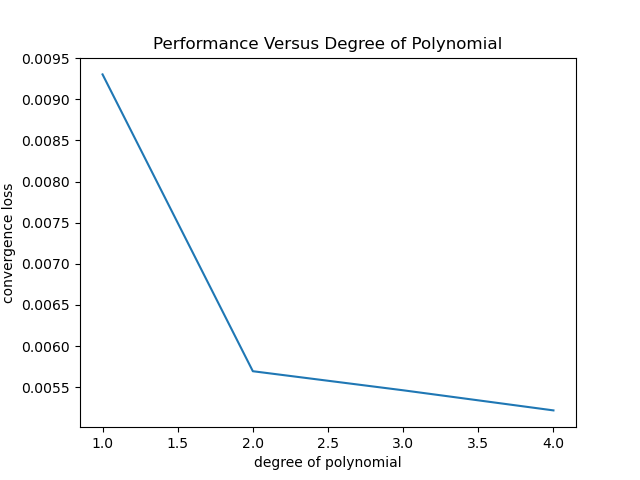 Performance Versus Degree of Polynomial
0.0095
0.0090
0.0085
0.0080
0.0075
0.0070
0.0065
0.0060
0.0055
convergence loss
1.0 1.5 2.0 2.5 3.0 3.5 4.0
degree of polynomial